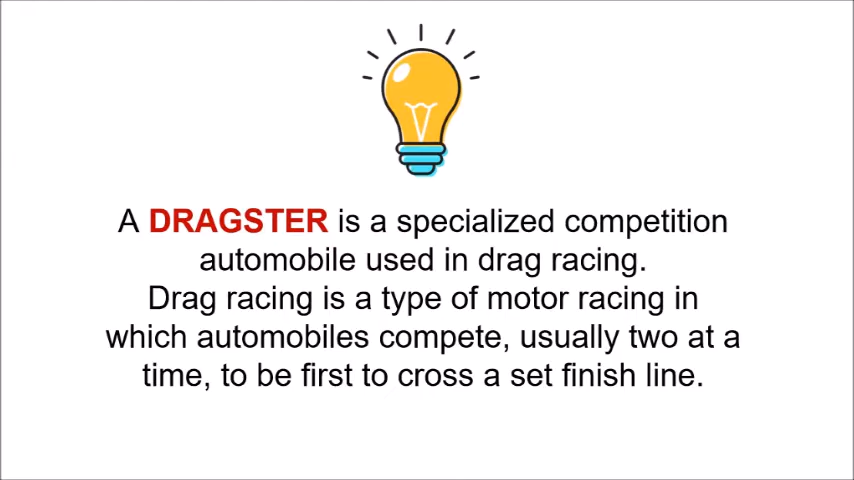 A DRAGSTER is a specialized competition
automobile used in drag racing.
Drag racing is a type of motor racing in
which automobiles compete, usually two at a
time, to be first to cross a set finish line.